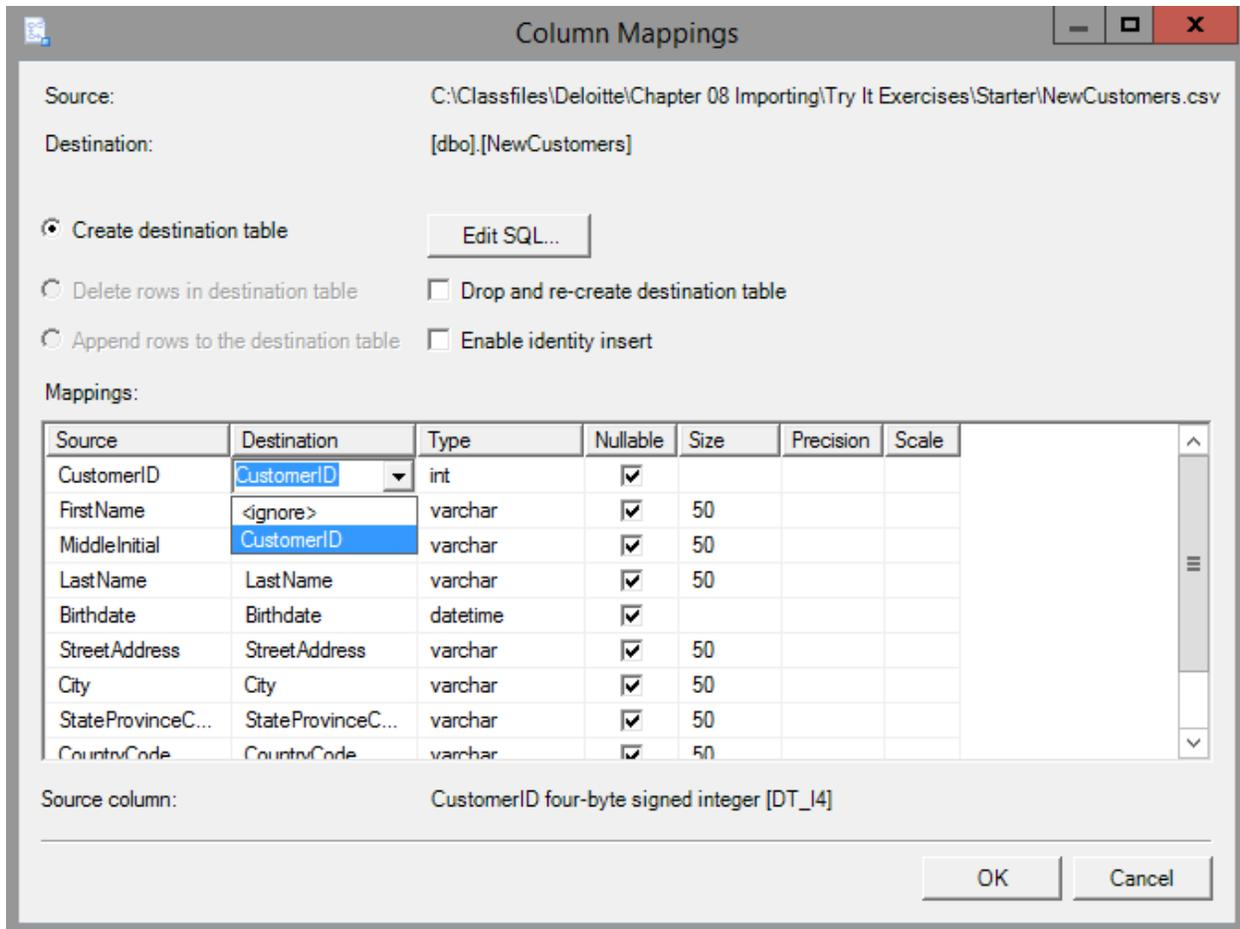 Column Mappings
Source: C:\Classfiles\Deloitte\Chapter 08 Importing\Try It Exercises\Starter\NewCustomers.csv
Destination: [dbo].[NewCustomers]
Create destination table Edit SQL...
Delete rows in destination table Drop and re-create destination table
Append rows to the destination table Enable identity insert
Mappings:
Source Destination Type Nullable Size Precision Scale
CustomerID CustomerID int
FirstName <ignore> varchar 50
MiddleInitial CustomerID varchar 50
LastName LastName varchar 50
Birthdate Birthdate datetime
StreetAddress StreetAddress varchar 50
City City varchar 50
StateProvinceC... StateProvinceC... varchar 50
CountryCode CountryCode varchar 50
Source column: CustomerID four-byte signed integer [DT_I4]
OK Cancel